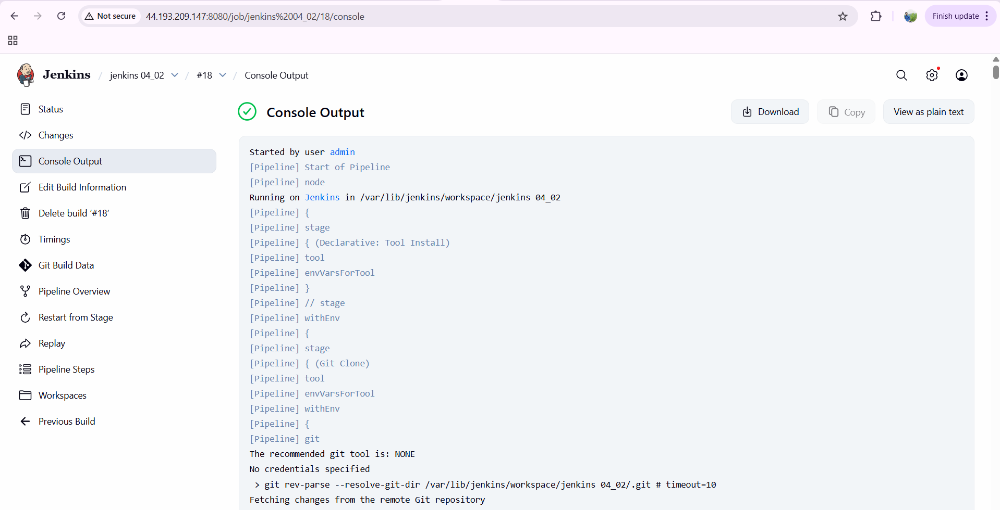 Not secure
44.193.209.147:8080/job/jenkins%2004_02/18/console
Finish update
Jenkins / jenkins 04_02 / #18 / Console Output
Status
Changes
Console Output
Edit Build Information
Delete build ‘#18’
Timings
Git Build Data
Pipeline Overview
Restart from Stage
Replay
Pipeline Steps
Workspaces
Previous Build
Console Output
Download
Copy
View as plain text
Started by user admin
[Pipeline] Start of Pipeline
[Pipeline] node
Running on Jenkins in /var/lib/jenkins/workspace/jenkins 04_02
[Pipeline] {
[Pipeline] stage
[Pipeline] { (Declarative: Tool Install)
[Pipeline] tool
[Pipeline] envVarsForTool
[Pipeline] }
[Pipeline] // stage
[Pipeline] withEnv
[Pipeline] {
[Pipeline] stage
[Pipeline] { (Git Clone)
[Pipeline] tool
[Pipeline] envVarsForTool
[Pipeline] withEnv
[Pipeline] {
[Pipeline] git
The recommended git tool is: NONE
No credentials specified
> git rev-parse --resolve-git-dir /var/lib/jenkins/workspace/jenkins 04_02/.git # timeout=10
Fetching changes from the remote Git repository